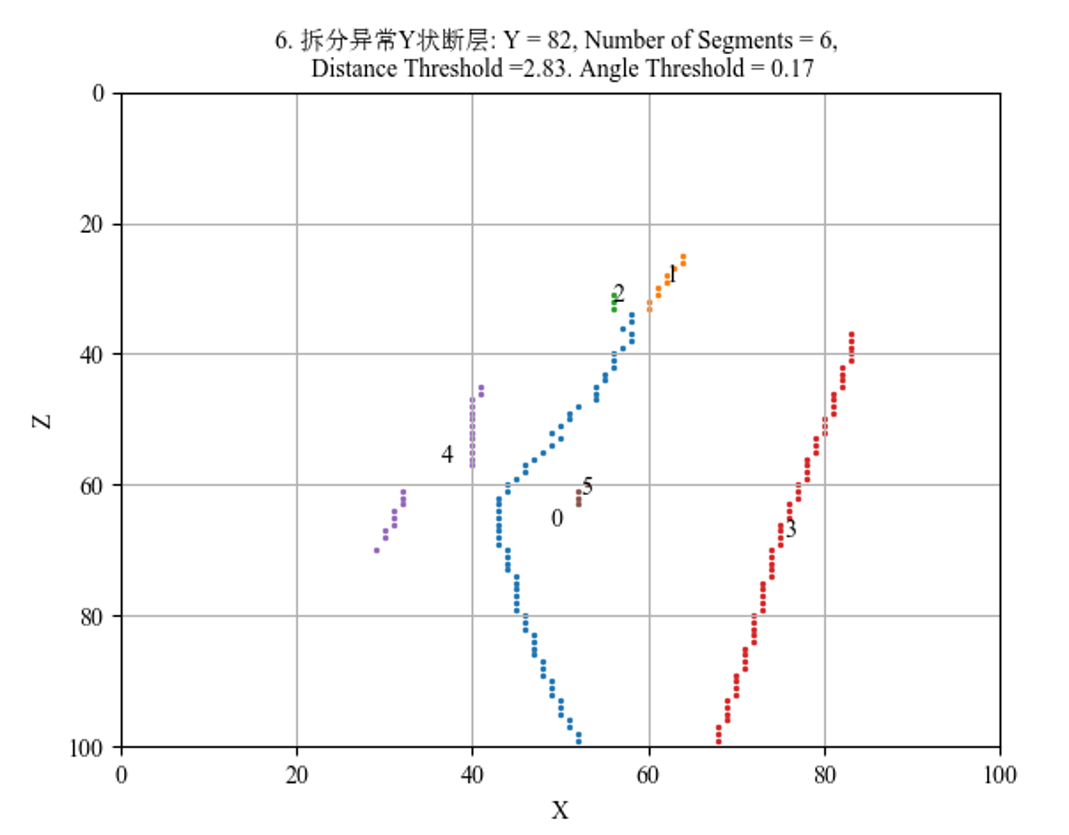 6. 拆分异常Y状断层: Y = 82, Number of Segments = 6,
Distance Threshold =2.83. Angle Threshold = 0.17
0
20
1
2
40
Z
4
60
5
0
3
80
100
0 20 40 60 80 100
X